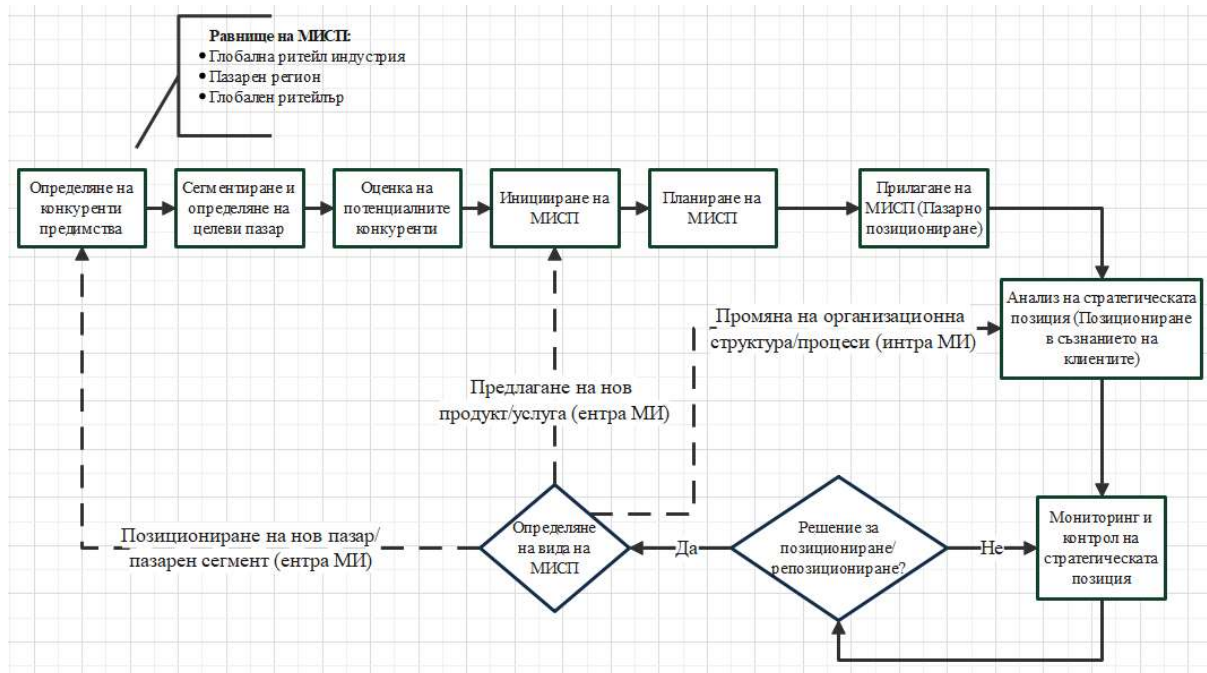 Равнище на МИСП:
• Глобална ритейл индустрия
• Пазарен регион
• Глобален ритейлър
Определяне на
конкуренти
предимства
Сегментиране и
определяне на
целеви пазар
Оценка на
потенциалните
конкуренти
Иницииране на
МИСП
Планиране на
МИСП
Прилагане на
МИСП (Пазарно
позициониране)
Анализ на стратегическата
позиция (Позициониране
в съзнанието на
клиентите)
Промяна на организационна
структура/процеси (интра МИ)
Предлагане на нов
продукт/услуга (ентра МИ)
Позициониране на нов пазар/
пазарен сегмент (ентра МИ)
Определяне
на вида на
МИСП
Да
Решение за
позициониране/
репозициониране?
Не
Мониторинг и
контрол на
стратегическата
позиция